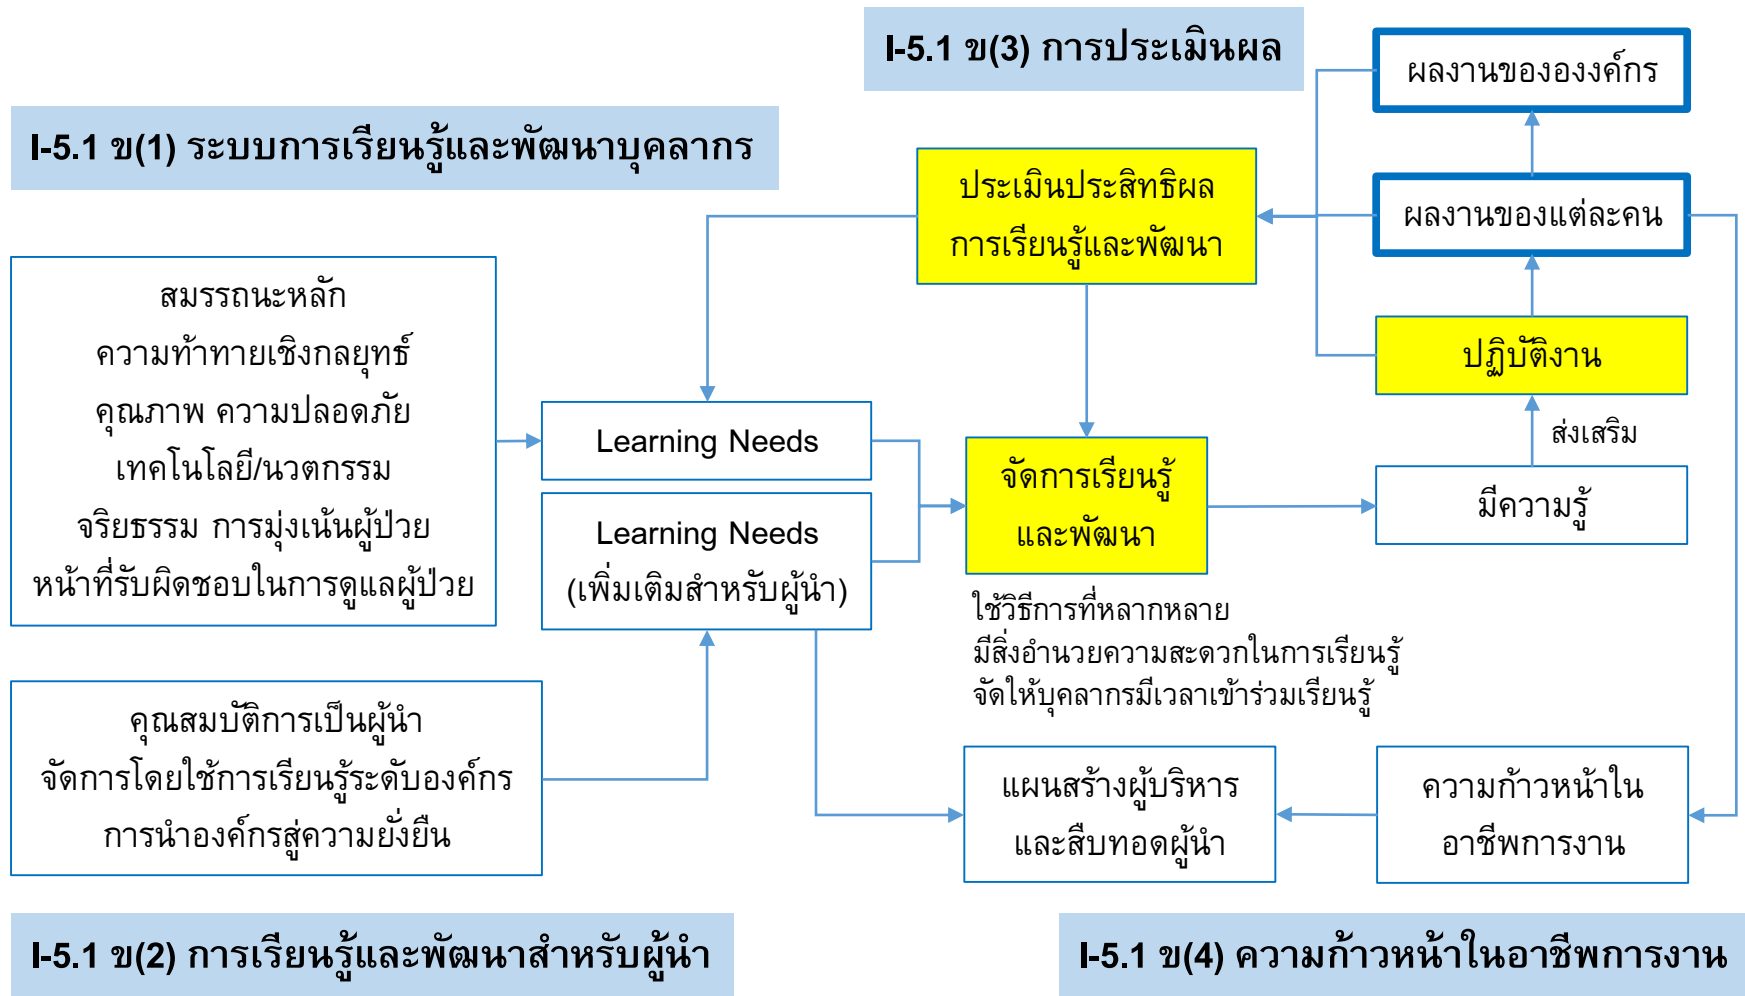 I-5.1 ข(3) การประเมินผล
ผลงานขององงค์กร
I-5.1 ข(1) ระบบการเรียนรู้และพัฒนาบุคลากร
ประเมินประสิทธิผล
การเรียนรู้และพัฒนา
ผลงานของแต่ละคน
สมรรถนะหลัก
ความท้าทายเชิงกลยุทธ์
คุณภาพ ความปลอดภัย
เทคโนโลยี/นวตกรรม
จริยธรรม การมุ่งเน้นผู้ป่วย
หน้าที่รับผิดชอบในการดูแลผู้ป่วย
ปฏิบัติงาน
ส่งเสริม
Learning Needs
Learning Needs
(เพิ่มเติมสำหรับผู้นำ)
จัดการเรียนรู้
และพัฒนา
มีความรู้
ใช้วิธีการที่หลากหลาย
มีสิ่งอำนวยความสะดวกในการเรียนรู้
จัดให้บุคลากรมีเวลาเข้าร่วมเรียนรู้
คุณสมบัติการเป็นผู้นำ
จัดการโดยใช้การเรียนรู้ระดับองค์กร
การนำองค์กรสู่ความยั่งยืน
แผนสร้างผู้บริหาร
และสืบทอดผู้นำ
ความก้าวหน้าใน
อาชีพการงาน
I-5.1 ข(2) การเรียนรู้และพัฒนาสำหรับผู้นำ
I-5.1 ข(4) ความก้าวหน้าในอาชีพการงาน